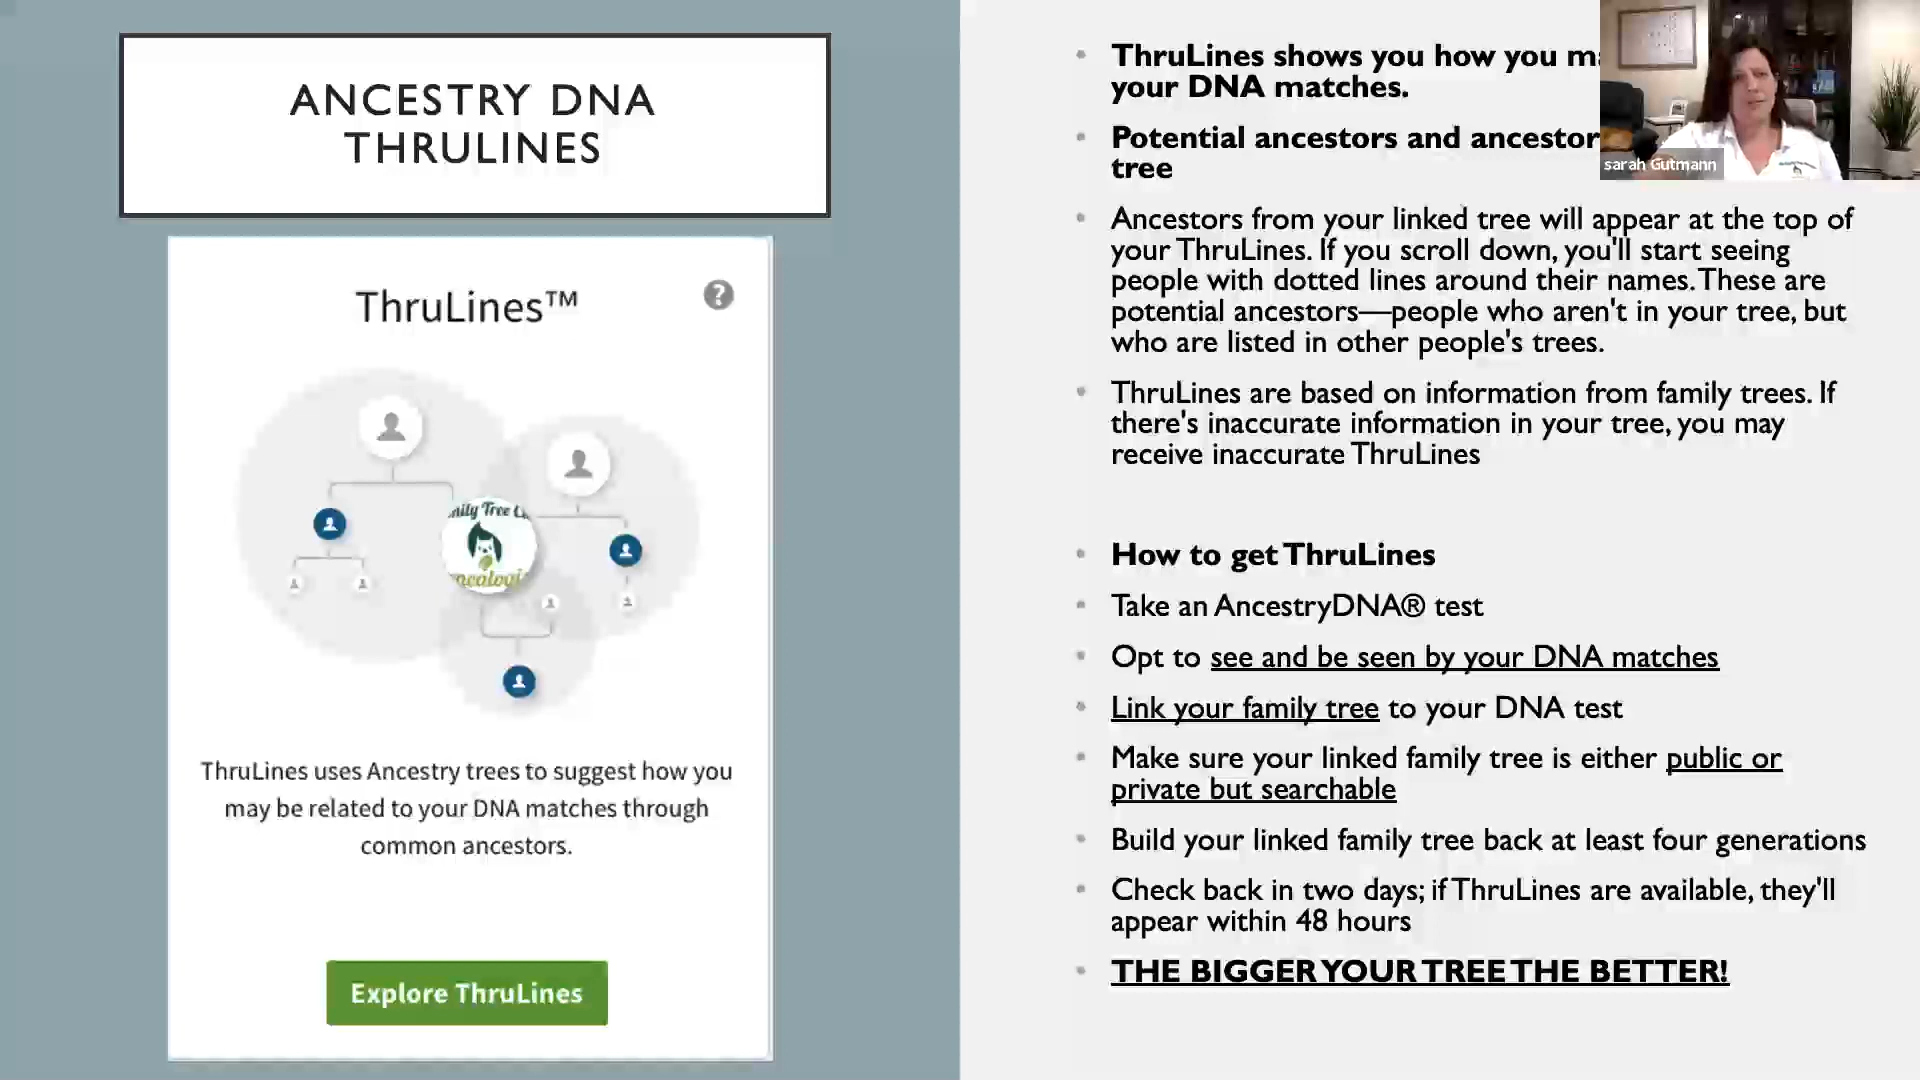 ANCESTRY DNA
THRULINES
ThruLines™
?
nily Tree
nealogi
ThruLines uses Ancestry trees to suggest how you
may be related to your DNA matches through
common ancestors.
Explore ThruLines
ThruLines shows you how you
your DNA matches.
Potential ancestors and ancestor
tree
Ancestors from your linked tree will appear at the top of
your ThruLines. If you scroll down, you'll start seeing
people with dotted lines around their names. These are
potential ancestors—people who aren't in your tree, but
who are listed in other people's trees.
ThruLines are based on information from family trees. If
there's inaccurate information in your tree, you may
receive inaccurate ThruLines
How to get ThruLines
Take an AncestryDNA® test
Opt to see and be seen by your DNA matches
Link your family tree to your DNA test
Make sure your linked family tree is either public or
private but searchable
Build your linked family tree back at least four generations
Check back in two days; if ThruLines are available, they'll
appear within 48 hours
THE BIGGER YOUR TREE THE BETTER!
sarah Gutmann